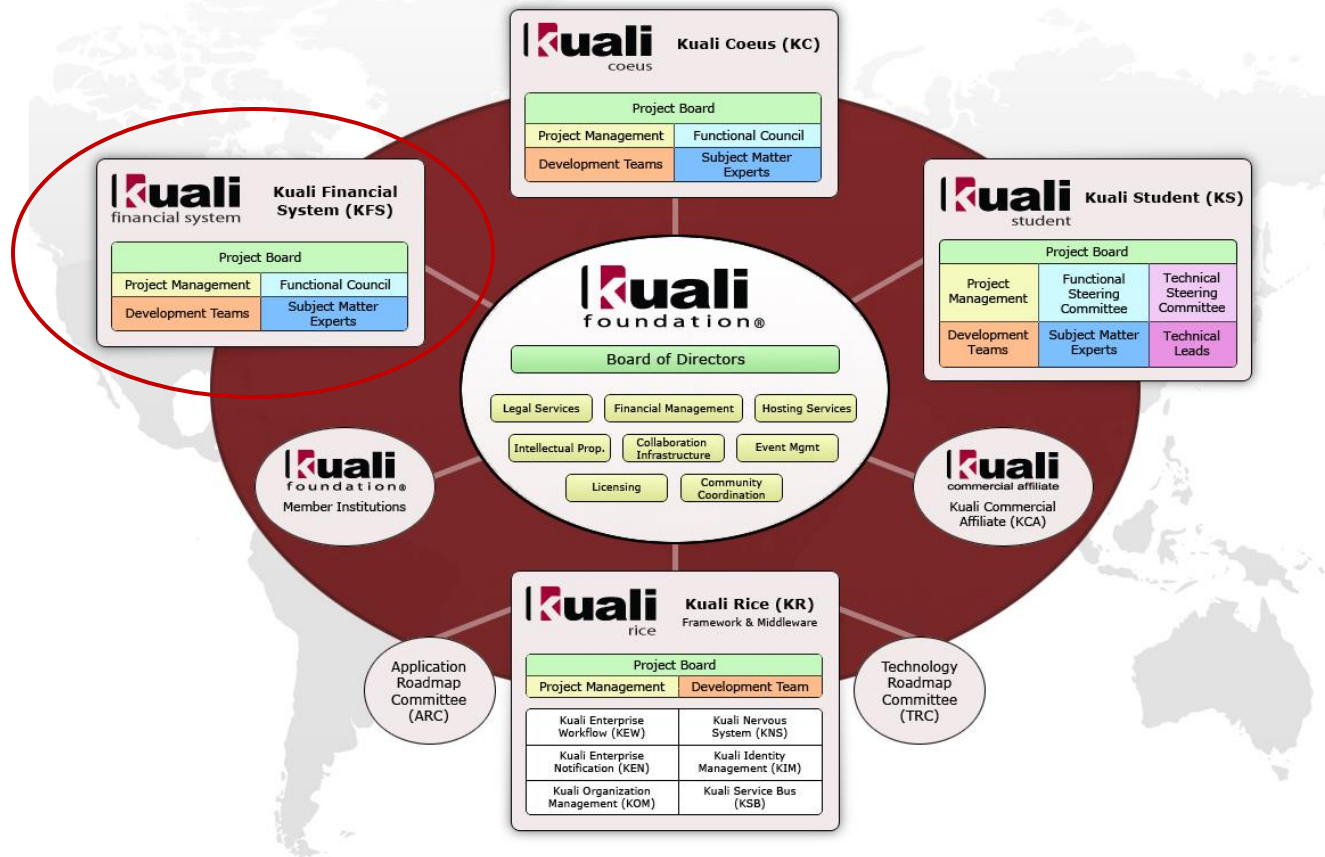 kuali
coeus
Kuali Coeus (KC)
Project Board
Project Management
Functional Council
Development Teams
Subject Matter
Experts
kuali
financial system
Kuali Financial
System (KFS)
Project Board
Project Management
Functional Council
Development Teams
Subject Matter
Experts
kuali
student
Kuali Student (KS)
Project Board
Project
Management
Functional
Steering
Committee
Technical
Steering
Committee
Development
Teams
Subject Matter
Experts
Technical
Leads
kuali
foundation®
Board of Directors
Legal Services
Financial Management
Hosting Services
Intellectual Prop.
Collaboration
Infrastructure
Event Mgmt
Licensing
Community
Coordination
kuali
foundation®
Member Institutions
kuali
commercial affiliate
Kuali Commercial
Affiliate (KCA)
kuali
rice
Kuali Rice (KR)
Framework & Middleware
Project Board
Project Management
Development Team
Kuali Enterprise
Workflow (KEW)
Kuali Nervous
System (KNS)
Kuali Enterprise
Notification (KEN)
Kuali Identity
Management (KIM)
Kuali Organization
Management (KOM)
Kuali Service Bus
(KSB)
Application
Roadmap
Committee
(ARC)
Technology
Roadmap
Committee
(TRC)